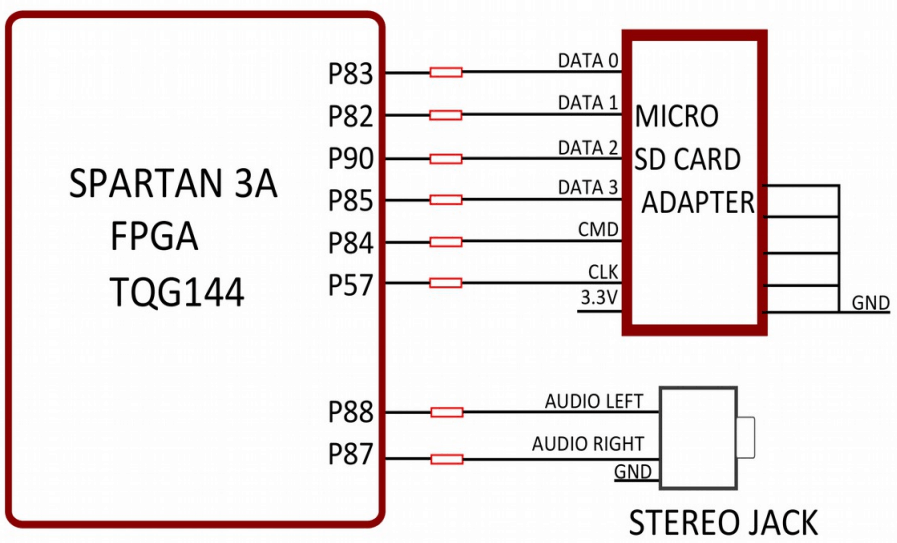 SPARTAN 3A
FPGA
TQG144
P83
P82
P90
P85
P84
P57
P88
P87
DATA 0
DATA 1
DATA 2
DATA 3
CMD
CLK
3.3V
MICRO
SD CARD
ADAPTER
GND
AUDIO LEFT
AUDIO RIGHT
GND
STEREO JACK